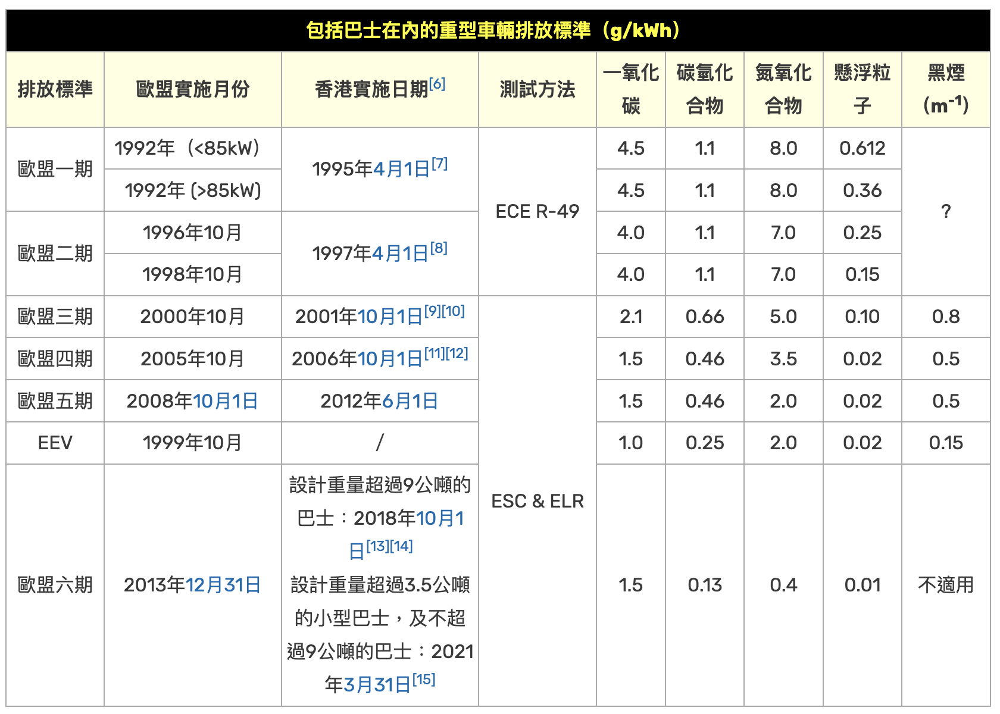 包括巴士在內的重型車輛排放標準（g/kWh）
排放標準 歐盟實施月份 香港實施日期[6] 測試方法 一氧化碳 碳氫化合物 氮氧化合物 懸浮粒子 黑煙（m-1）
歐盟一期 1992年（<85kW） 1995年4月1日[7] ECE R-49 4.5 1.1 8.0 0.612 ?
1992年 (>85kW) 4.5 1.1 8.0 0.36
歐盟二期 1996年10月 1997年4月1日[8] 4.0 1.1 7.0 0.25
1998年10月 4.0 1.1 7.0 0.15
歐盟三期 2000年10月 2001年10月1日[9][10] ESC & ELR 2.1 0.66 5.0 0.10 0.8
歐盟四期 2005年10月 2006年10月1日[11][12] 1.5 0.46 3.5 0.02 0.5
歐盟五期 2008年10月1日 2012年6月1日 1.5 0.46 2.0 0.02 0.5
EEV 1999年10月 / 1.0 0.25 2.0 0.02 0.15
歐盟六期 2013年12月31日
設計重量超過9公噸的
巴士：2018年10月1
日[13][14]
設計重量超過3.5公噸
的小型巴士，及不超
過9公噸的巴士：2021
年3月31日[15]
1.5 0.13 0.4 0.01 不適用